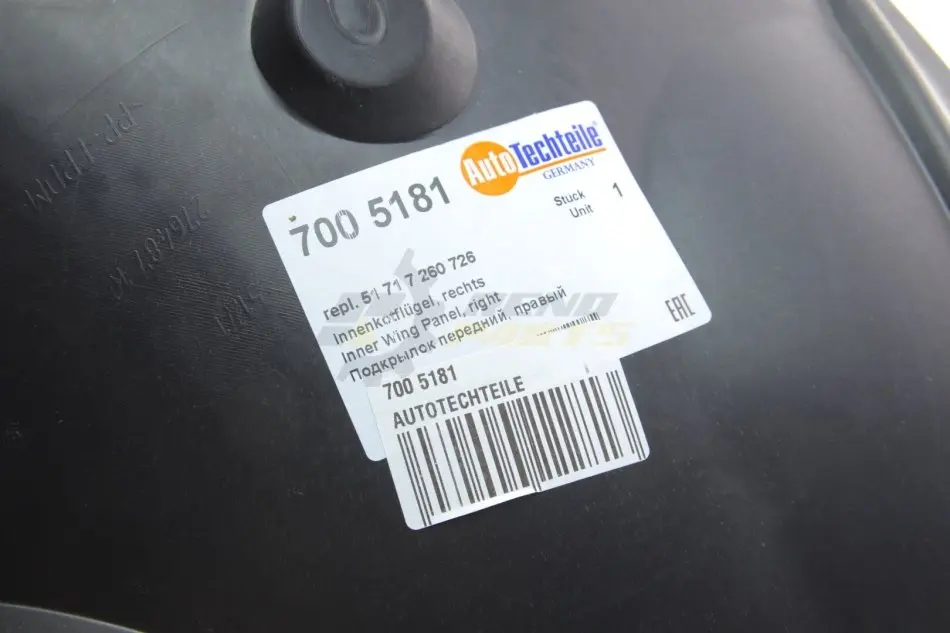 AutoTechteile®
GERMANY
700 5181
Stuck
Unit
1
repl. 51 71 7 260 726
Innenkotflügel, rechts
Inner Wing Panel, right
Подкрылок передний, правый
EAC
700 5181
AUTOTECHTEILE